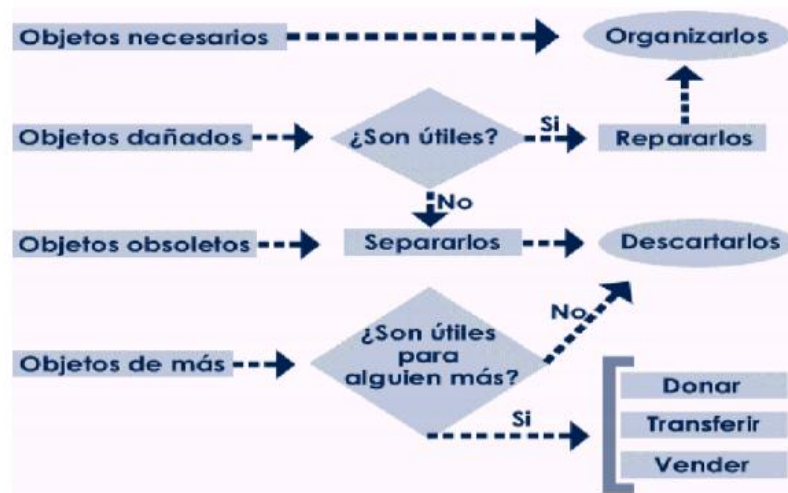 Objetos necesarios
Organizarlos
Objetos dañados
¿Son útiles?
Si
Repararlos
No
Objetos obsoletos
Separarlos
Descartarlos
Objetos de más
¿Son útiles
para
alguien más?
No
Si
Donar
Transferir
Vender